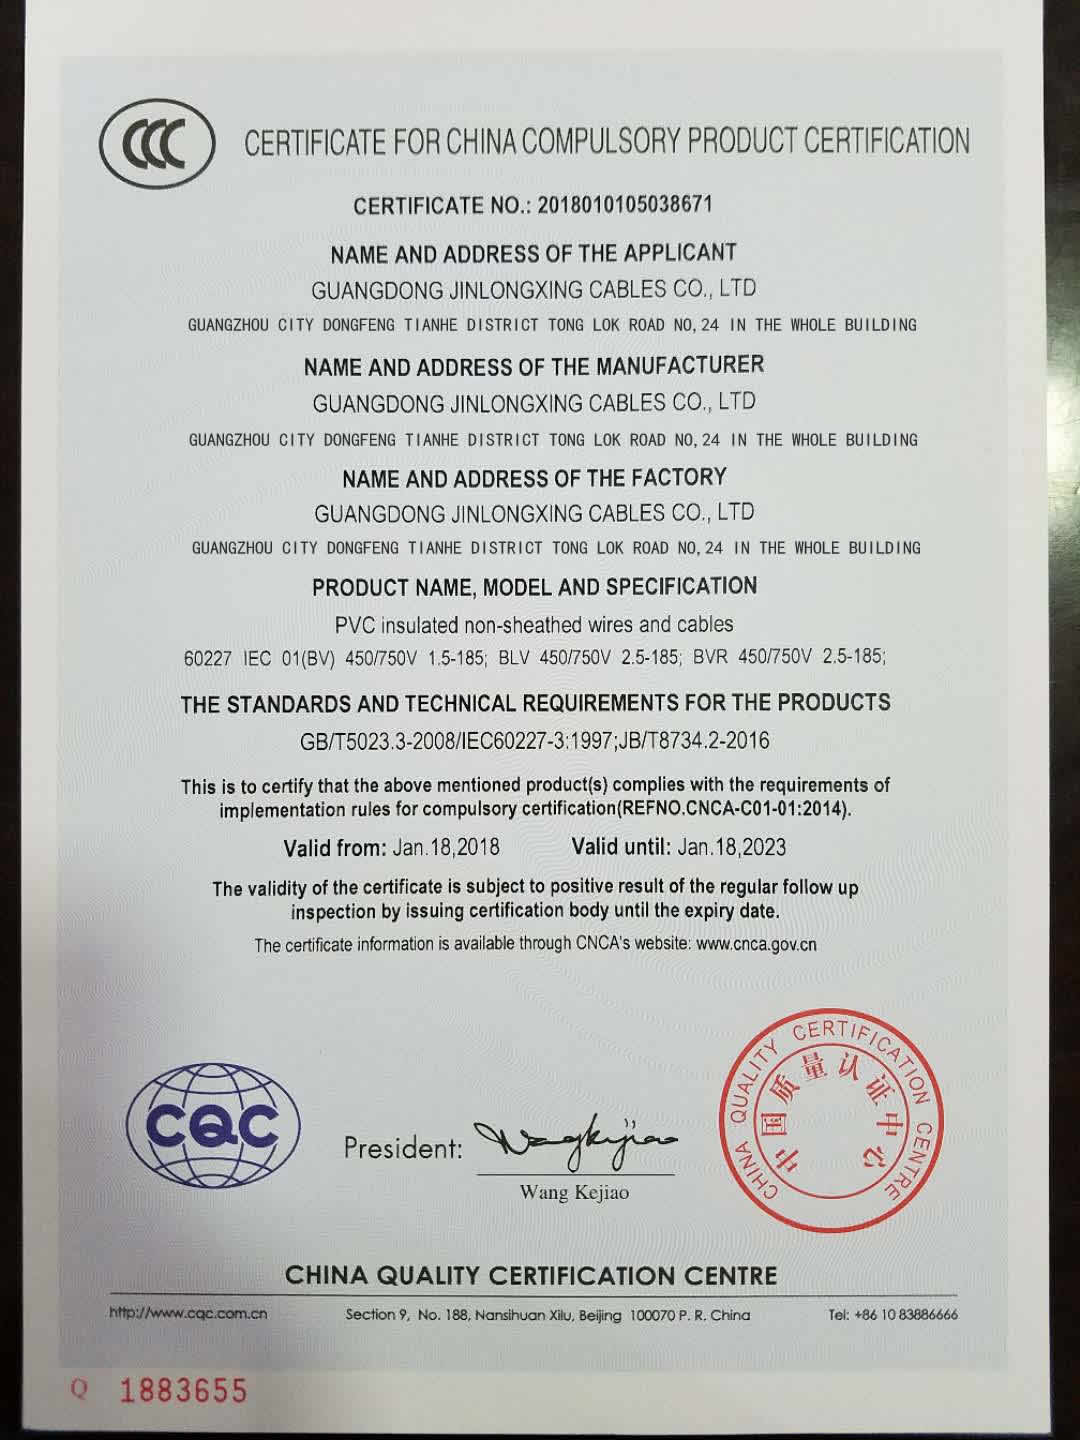 CCC
CERTIFICATE FOR CHINA COMPULSORY PRODUCT CERTIFICATION
CERTIFICATE NO.: 2018010105038671
NAME AND ADDRESS OF THE APPLICANT
GUANGDONG JINLONGXING CABLES CO., LTD
GUANGZHOU CITY DONGFENG TIANHE DISTRICT TONG LOK ROAD NO,24 IN THE WHOLE BUILDING
NAME AND ADDRESS OF THE MANUFACTURER
GUANGDONG JINLONGXING CABLES CO., LTD
GUANGZHOU CITY DONGFENG TIANHE DISTRICT TONG LOK ROAD NO,24 IN THE WHOLE BUILDING
NAME AND ADDRESS OF THE FACTORY
GUANGDONG JINLONGXING CABLES CO., LTD
GUANGZHOU CITY DONGFENG TIANHE DISTRICT TONG LOK ROAD NO,24 IN THE WHOLE BUILDING
PRODUCT NAME, MODEL AND SPECIFICATION
PVC insulated non-sheathed wires and cables
60227 IEC 01(BV) 450/750V 1.5-185; BLV 450/750V 2.5-185; BVR 450/750V 2.5-185;
THE STANDARDS AND TECHNICAL REQUIREMENTS FOR THE PRODUCTS
GB/T5023.3-2008/IEC60227-3:1997;JB/T8734.2-2016
This is to certify that the above mentioned product(s) complies with the requirements of
implementation rules for compulsory certification(REFNO.CNCA-C01-01:2014).
Valid from: Jan.18,2018 Valid until: Jan.18,2023
The validity of the certificate is subject to positive result of the regular follow up
inspection by issuing certification body until the expiry date.
The certificate information is available through CNCA's website: www.cnca.gov.cn
CQC
President: Wangkejiao
Wang Kejiao
CHINA QUALITY CERTIFICATION CENTRE
中国质量认证中心
CHINA QUALITY CERTIFICATION CENTRE
http://www.cqc.com.cn Section 9, No. 188, Nansihuan Xilu, Beijing 100070 P. R. China Tel: +86 10 83886666
Q 1883655